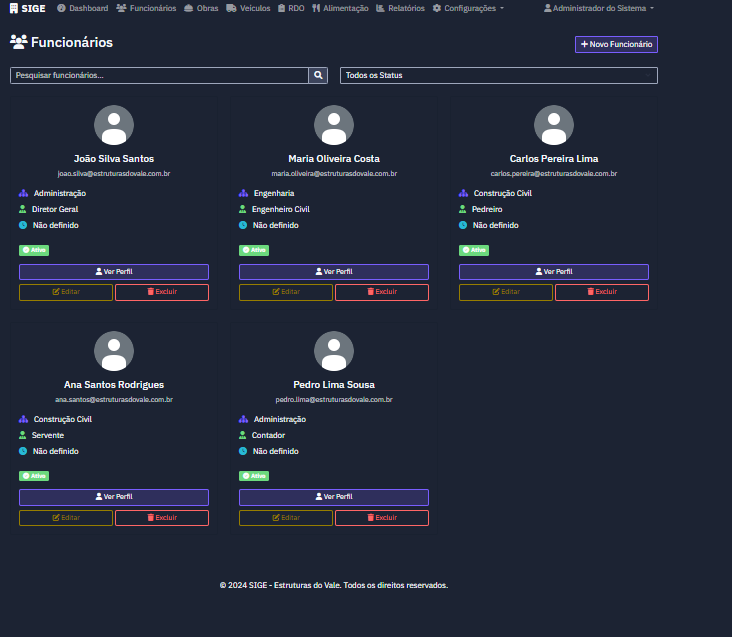 SIGE Dashboard Funcionários Obras Veículos RDO Alimentação Relatórios Configurações Administrador do Sistema
Funcionários
Novo Funcionário
Pesquisar funcionários...
Todos os Status
João Silva Santos
joao.silva@estruturasdovale.com.br
Administração
Diretor Geral
Não definido
Ativo
Ver Perfil
Editar
Excluir
Maria Oliveira Costa
maria.oliveira@estruturasdovale.com.br
Engenharia
Engenheiro Civil
Não definido
Ativo
Ver Perfil
Editar
Excluir
Carlos Pereira Lima
carlos.pereira@estruturasdovale.com.br
Construção Civil
Pedreiro
Não definido
Ativo
Ver Perfil
Editar
Excluir
Ana Santos Rodrigues
ana.santos@estruturasdovale.com.br
Construção Civil
Servente
Não definido
Ativo
Ver Perfil
Editar
Excluir
Pedro Lima Sousa
pedro.lima@estruturasdovale.com.br
Administração
Contador
Não definido
Ativo
Ver Perfil
Editar
Excluir
© 2024 SIGE - Estruturas do Vale. Todos os direitos reservados.